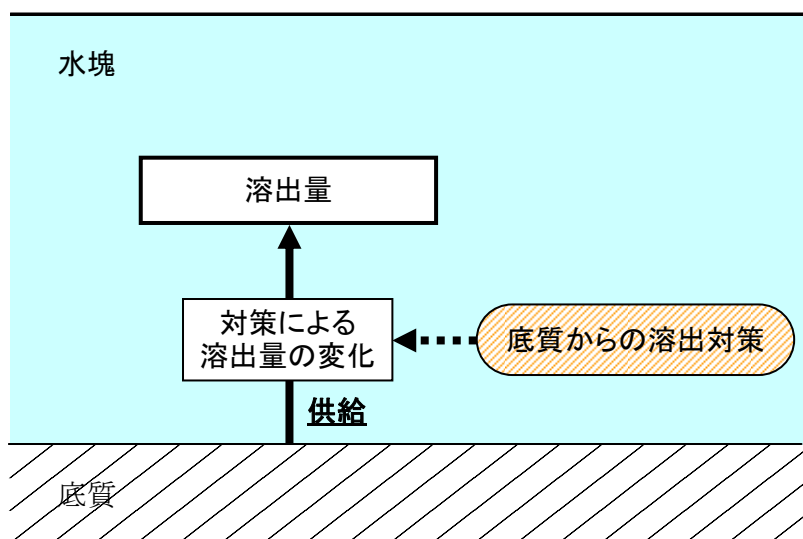 水塊
溶出量
対策による
溶出量の変化
底質からの溶出対策
供給
底質